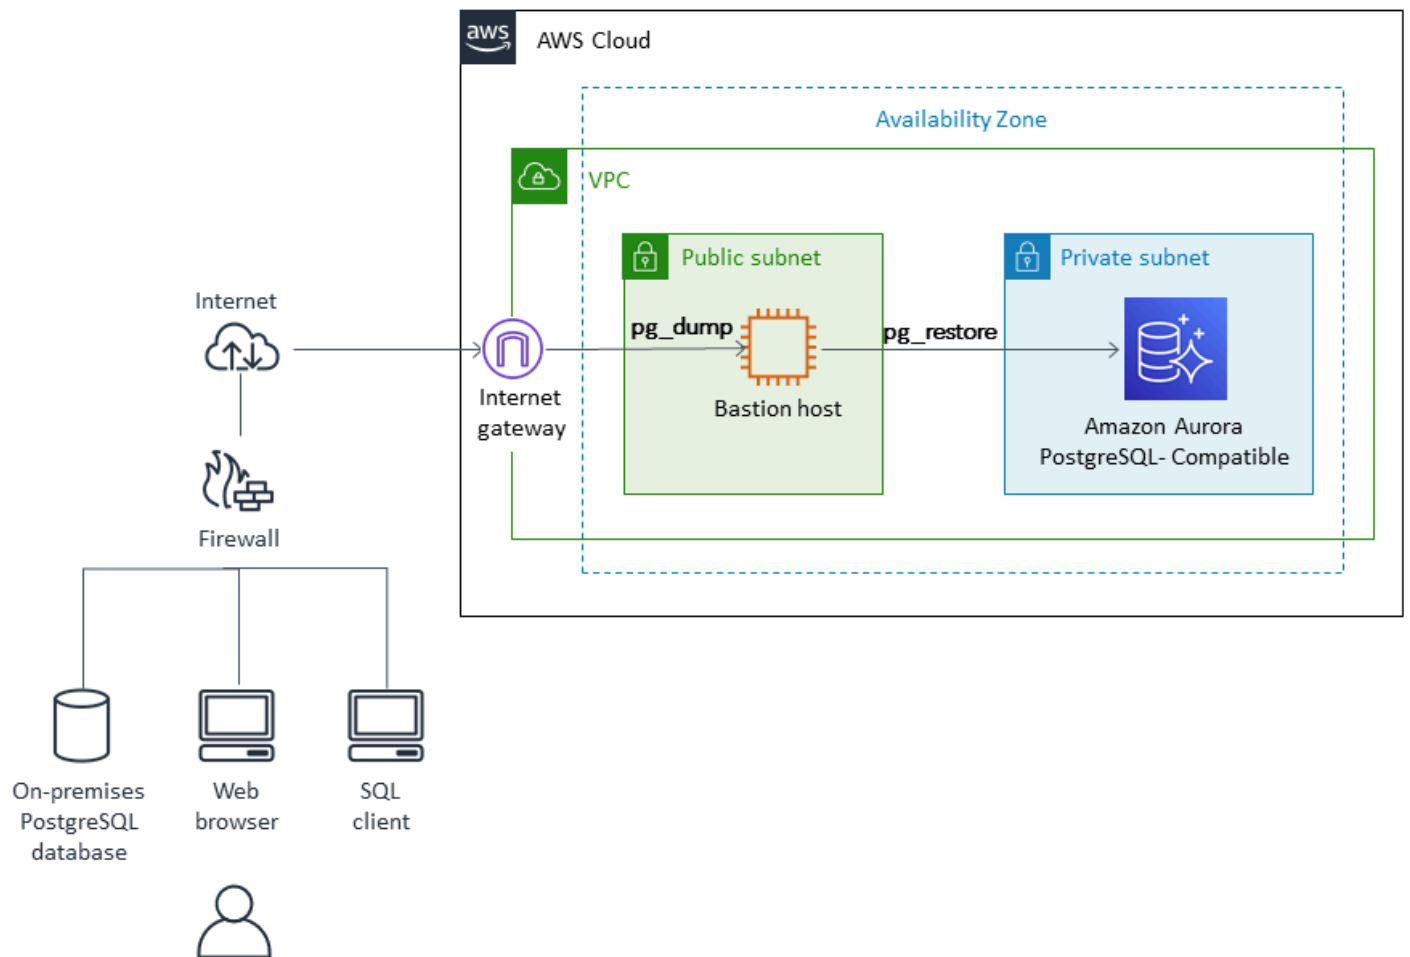 aws
AWS Cloud
Availability Zone
VPC
Public subnet
Private subnet
Internet
pg_dump
pg_restore
Internet
gateway
Bastion host
Amazon Aurora
PostgreSQL- Compatible
Firewall
On-premises
PostgreSQL
database
Web
browser
SQL
client